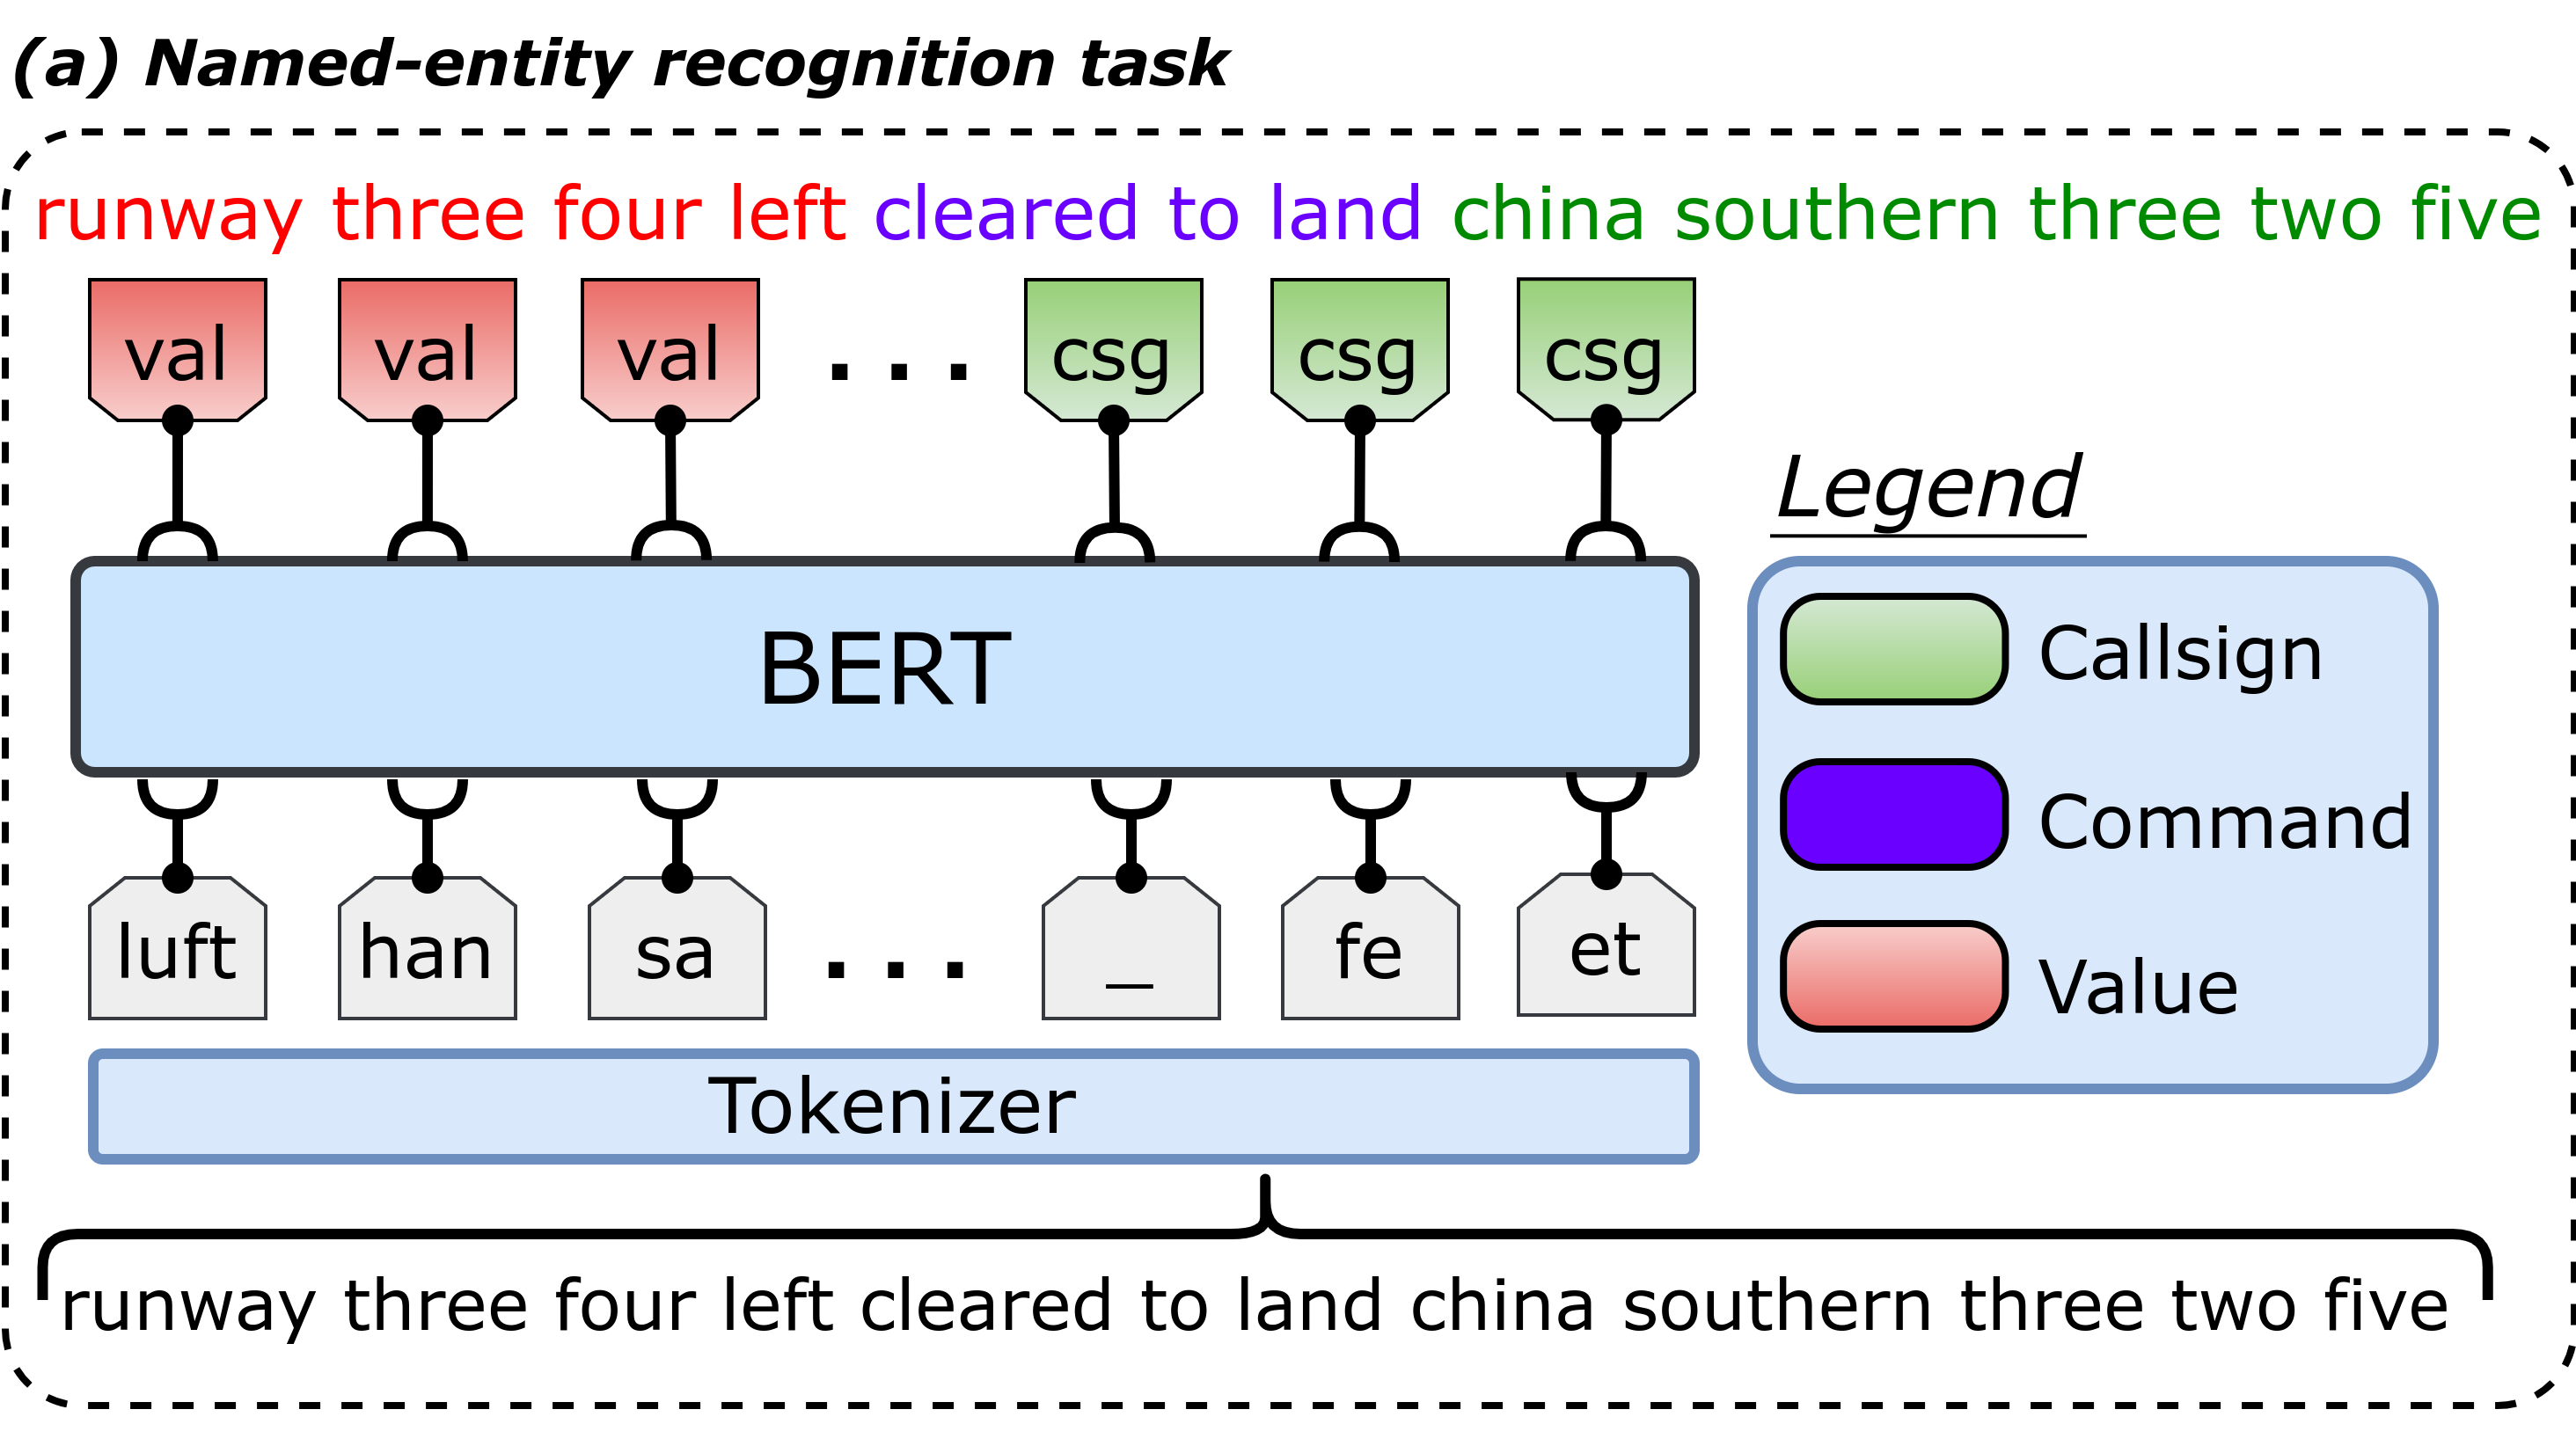 (a) Named-entity recognition task
runway three four left cleared to land china southern three two five
val val val . . . csg csg csg
Legend
BERT
Callsign
Command
Value
luft han sa . . . _ fe et
Tokenizer
runway three four left cleared to land china southern three two five